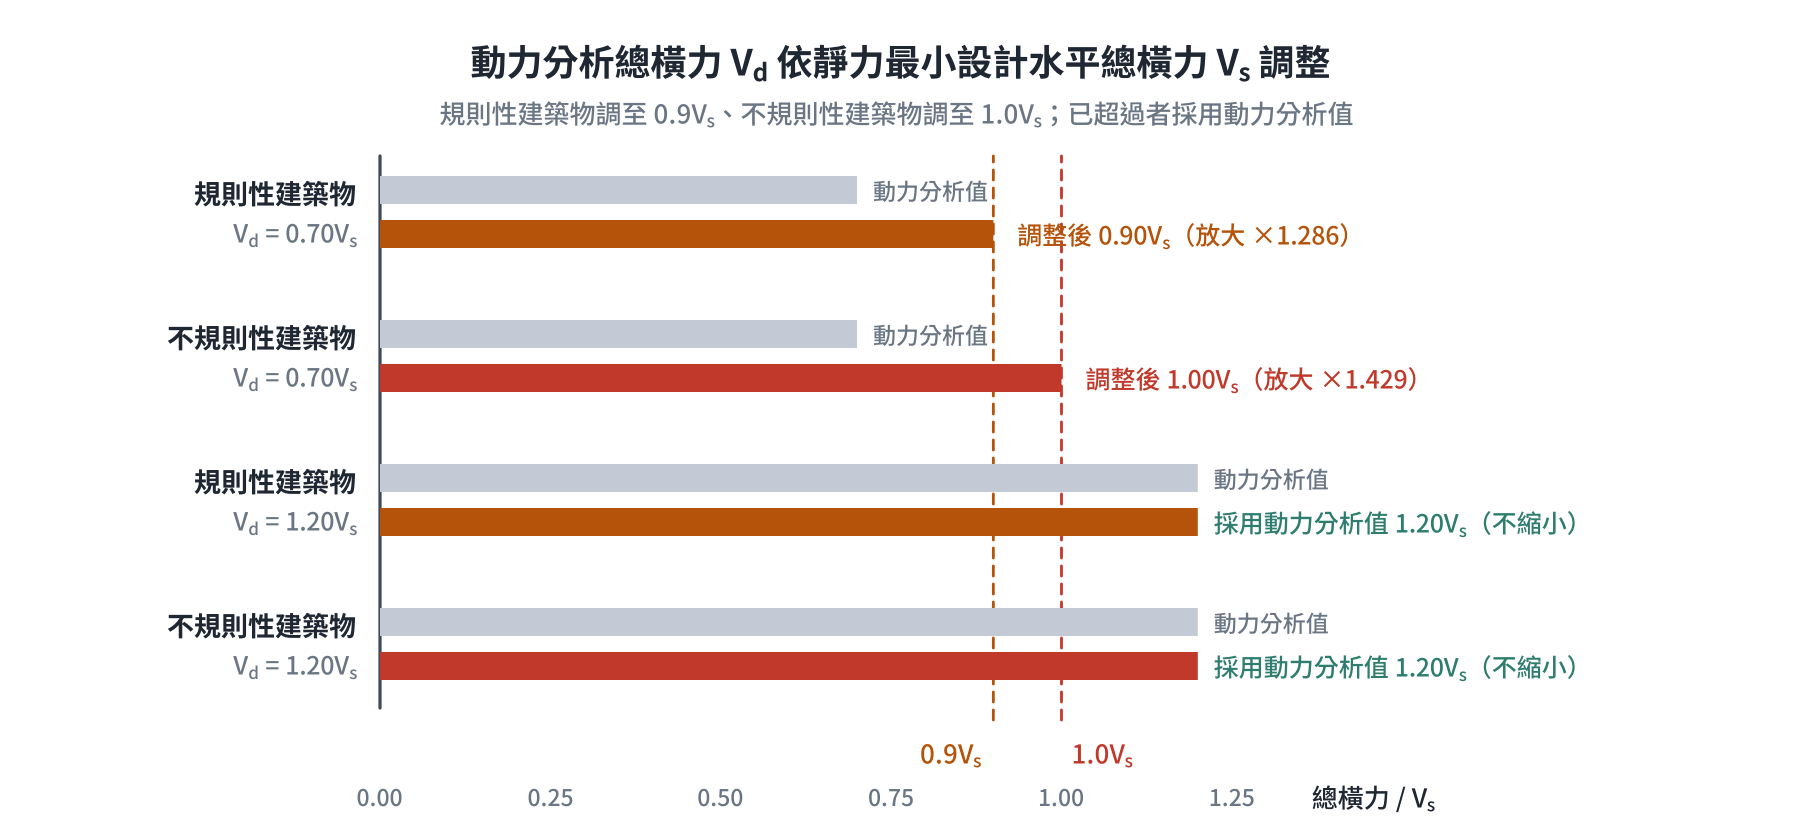 動力分析總橫力 Vd 依靜力最小設計水平總橫力 Vs 調整
規則性建築物調至 0.9Vs、不規則性建築物調至 1.0Vs；已超過者採用動力分析值
規則性建築物
動力分析值
Vd = 0.70Vs
調整後 0.90Vs（放大 ×1.286）
不規則性建築物
動力分析值
Vd = 0.70Vs
調整後 1.00Vs（放大 ×1.429）
規則性建築物
動力分析值
Vd = 1.20Vs
採用動力分析值 1.20Vs（不縮小）
不規則性建築物
動力分析值
Vd = 1.20Vs
採用動力分析值 1.20Vs（不縮小）
0.9Vs
1.0Vs
0.00 0.25 0.50 0.75 1.00 1.25 總橫力 / Vs